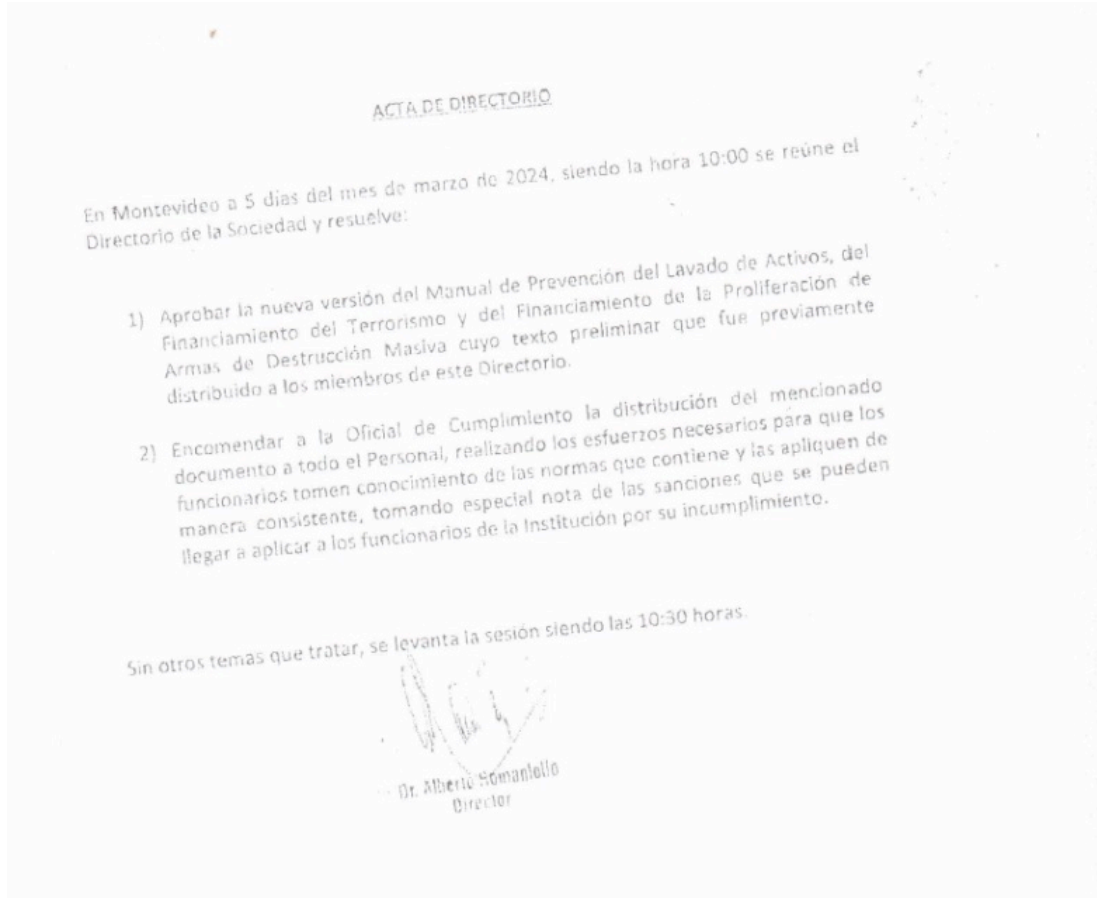 ACTA DE DIRECTORIO
En Montevideo a 5 días del mes de marzo de 2024, siendo la hora 10:00 se reúne el
Directorio de la Sociedad y resuelve:
1) Aprobar la nueva versión del Manual de Prevención del Lavado de Activos, del
Financiamiento del Terrorismo y del Financiamiento de la Proliferación de
Armas de Destrucción Masiva cuyo texto preliminar que fue previamente
distribuido a los miembros de este Directorio.
2) Encomendar a la Oficial de Cumplimiento la distribución del mencionado
documento a todo el Personal, realizando los esfuerzos necesarios para que los
funcionarios tomen conocimiento de las normas que contiene y las apliquen de
manera consistente, tomando especial nota de las sanciones que se pueden
llegar a aplicar a los funcionarios de la Institución por su incumplimiento.
Sin otros temas que tratar, se levanta la sesión siendo las 10:30 horas.
Dr. Alberto
Director